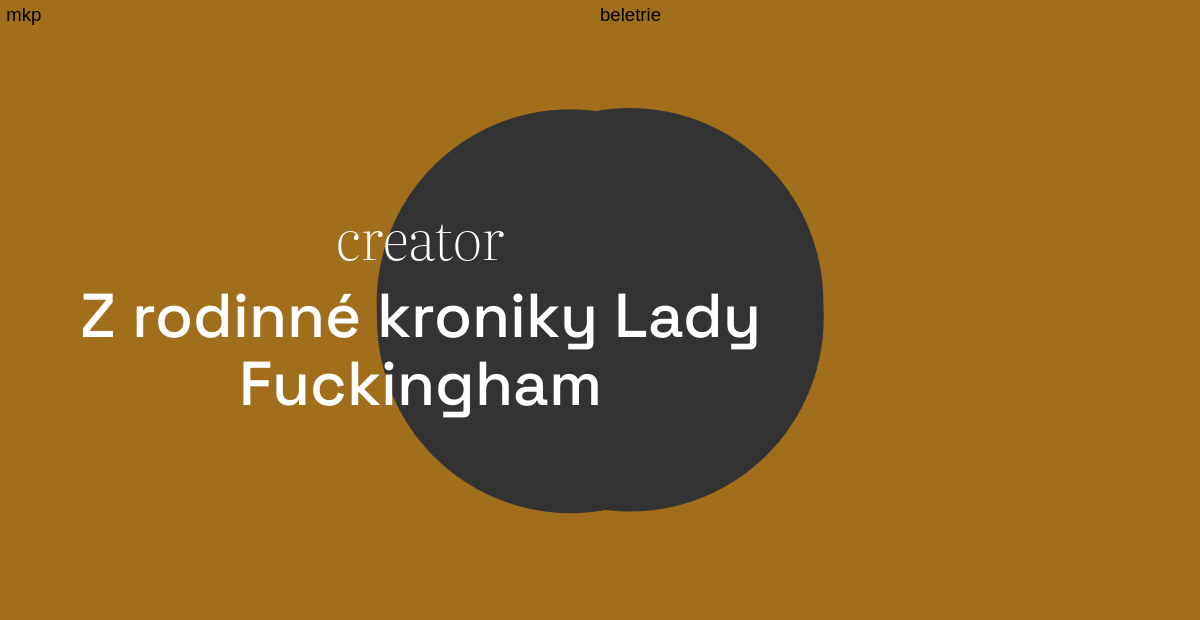 mkp
beletrie
creator
Z rodinné kroniky Lady
Fuckingham